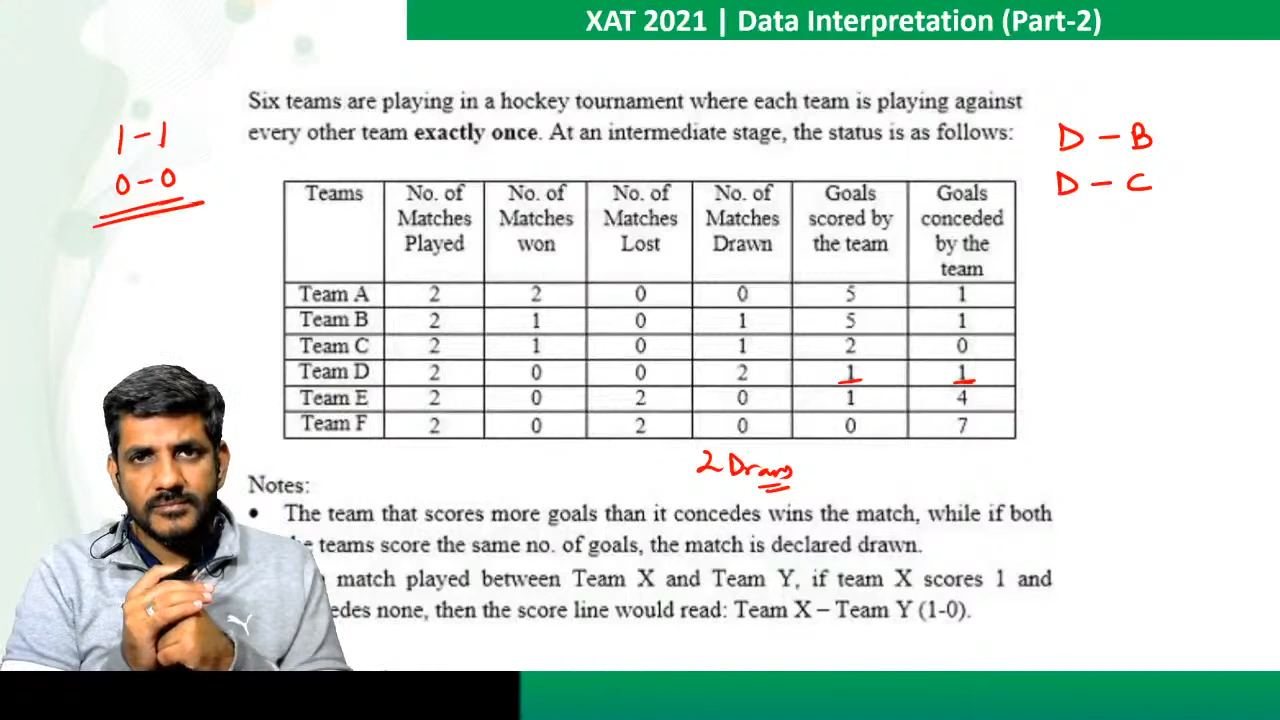 XAT 2021 | Data Interpretation (Part-2)
Six teams are playing in a hockey tournament where each team is playing against
every other team exactly once. At an intermediate stage, the status is as follows:
1-1
0-0
D - B
D - C
Teams No. of Matches Played No. of Matches won No. of Matches Lost No. of Matches Drawn Goals scored by the team Goals conceded by the team
Team A 2 2 0 0 5 1
Team B 2 1 0 1 5 1
Team C 2 1 0 1 2 0
Team D 2 0 0 2 1 1
Team E 2 0 2 0 1 4
Team F 2 0 2 0 0 7
2 Draws
Notes:
• The team that scores more goals than it concedes wins the match, while if both
teams score the same no. of goals, the match is declared drawn.
match played between Team X and Team Y, if team X scores 1 and
none, then the score line would read: Team X – Team Y (1-0).